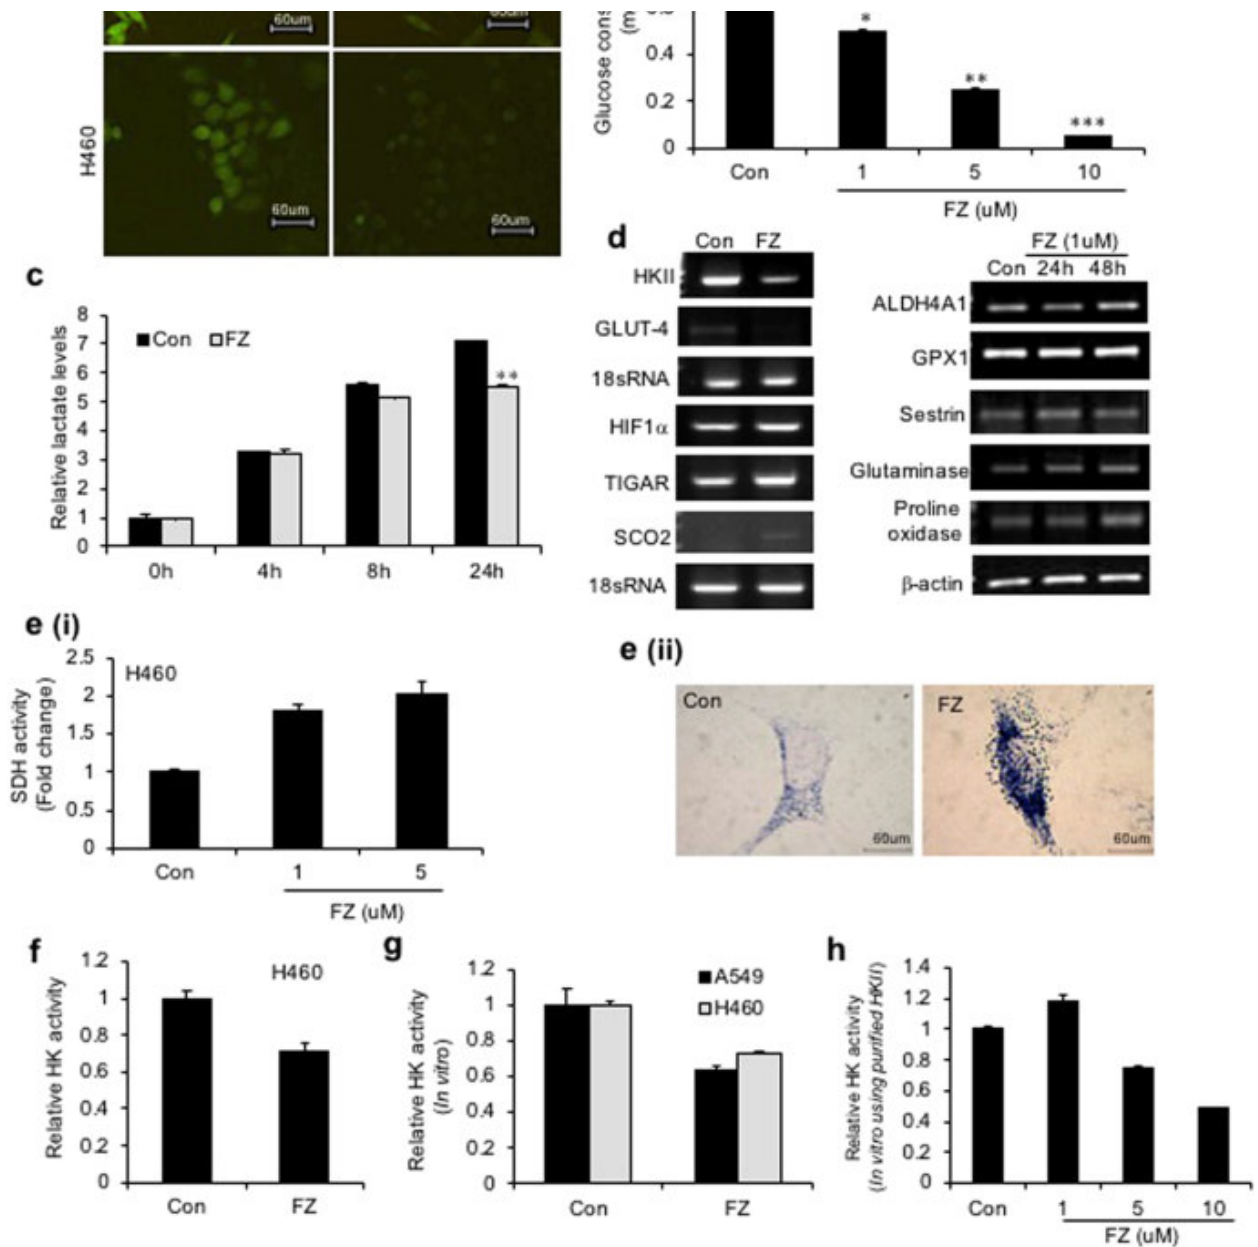 60um
60um
H460
60um
60um
Glucose cons
(m
0.4
0.2
0
*
**
***
Con
1
5
10
FZ (uM)
c
8
7
6
5
4
3
2
1
0
Relative lactate levels
Con FZ
**
0h 4h 8h 24h
d
Con FZ
HKII
GLUT-4
18sRNA
HIF1α
TIGAR
SCO2
18sRNA
FZ (1uM)
Con 24h 48h
ALDH4A1
GPX1
Sestrin
Glutaminase
Proline
oxidase
β-actin
e (i)
2.5
2
1.5
1
0.5
0
SDH activity
(Fold change)
H460
Con 1 5
FZ (uM)
e (ii)
Con
60um
FZ
60um
f
1.2
1
0.8
0.6
0.4
0.2
0
Relative HK activity
H460
Con FZ
g
1.2
1
0.8
0.6
0.4
0.2
0
Relative HK activity
(In vitro)
A549
H460
Con FZ
h
1.4
1.2
1
0.8
0.6
0.4
0.2
0
Relative HK activity
(In vitro using purified HKII)
Con 1 5 10
FZ (uM)